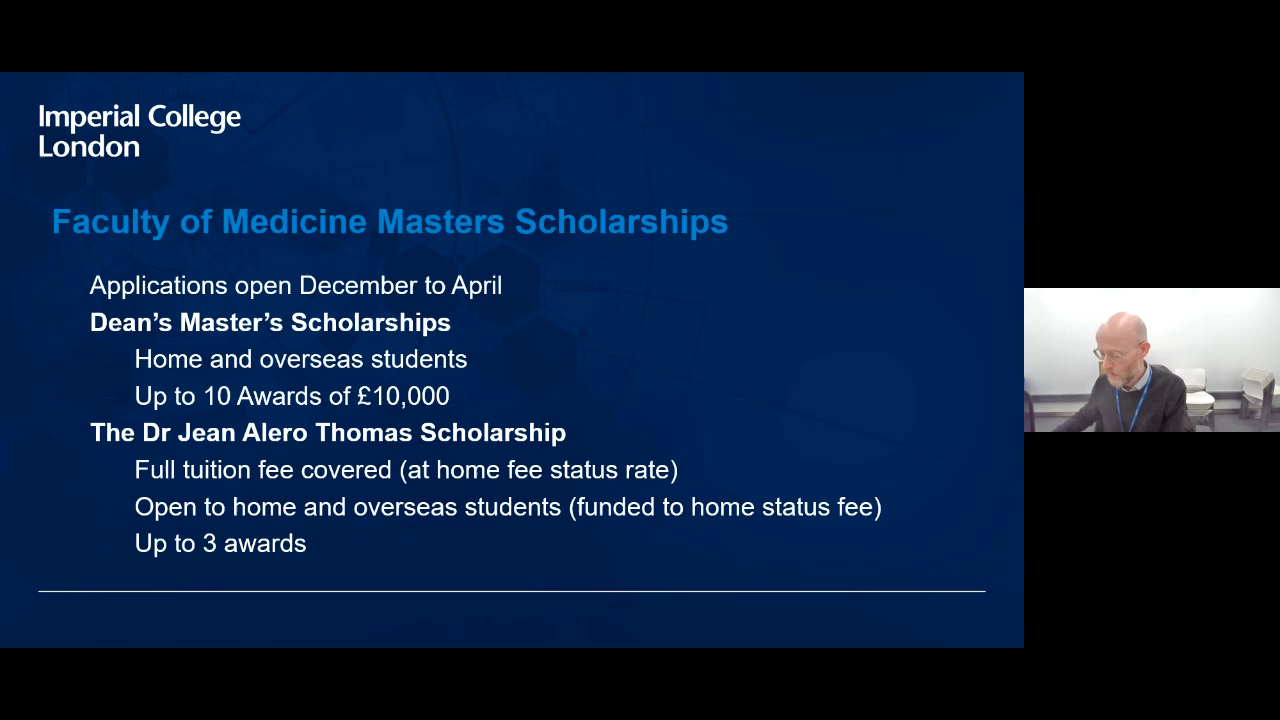 Imperial College
London
Faculty of Medicine Masters Scholarships
Applications open December to April
Dean’s Master’s Scholarships
Home and overseas students
Up to 10 Awards of £10,000
The Dr Jean Alero Thomas Scholarship
Full tuition fee covered (at home fee status rate)
Open to home and overseas students (funded to home status fee)
Up to 3 awards